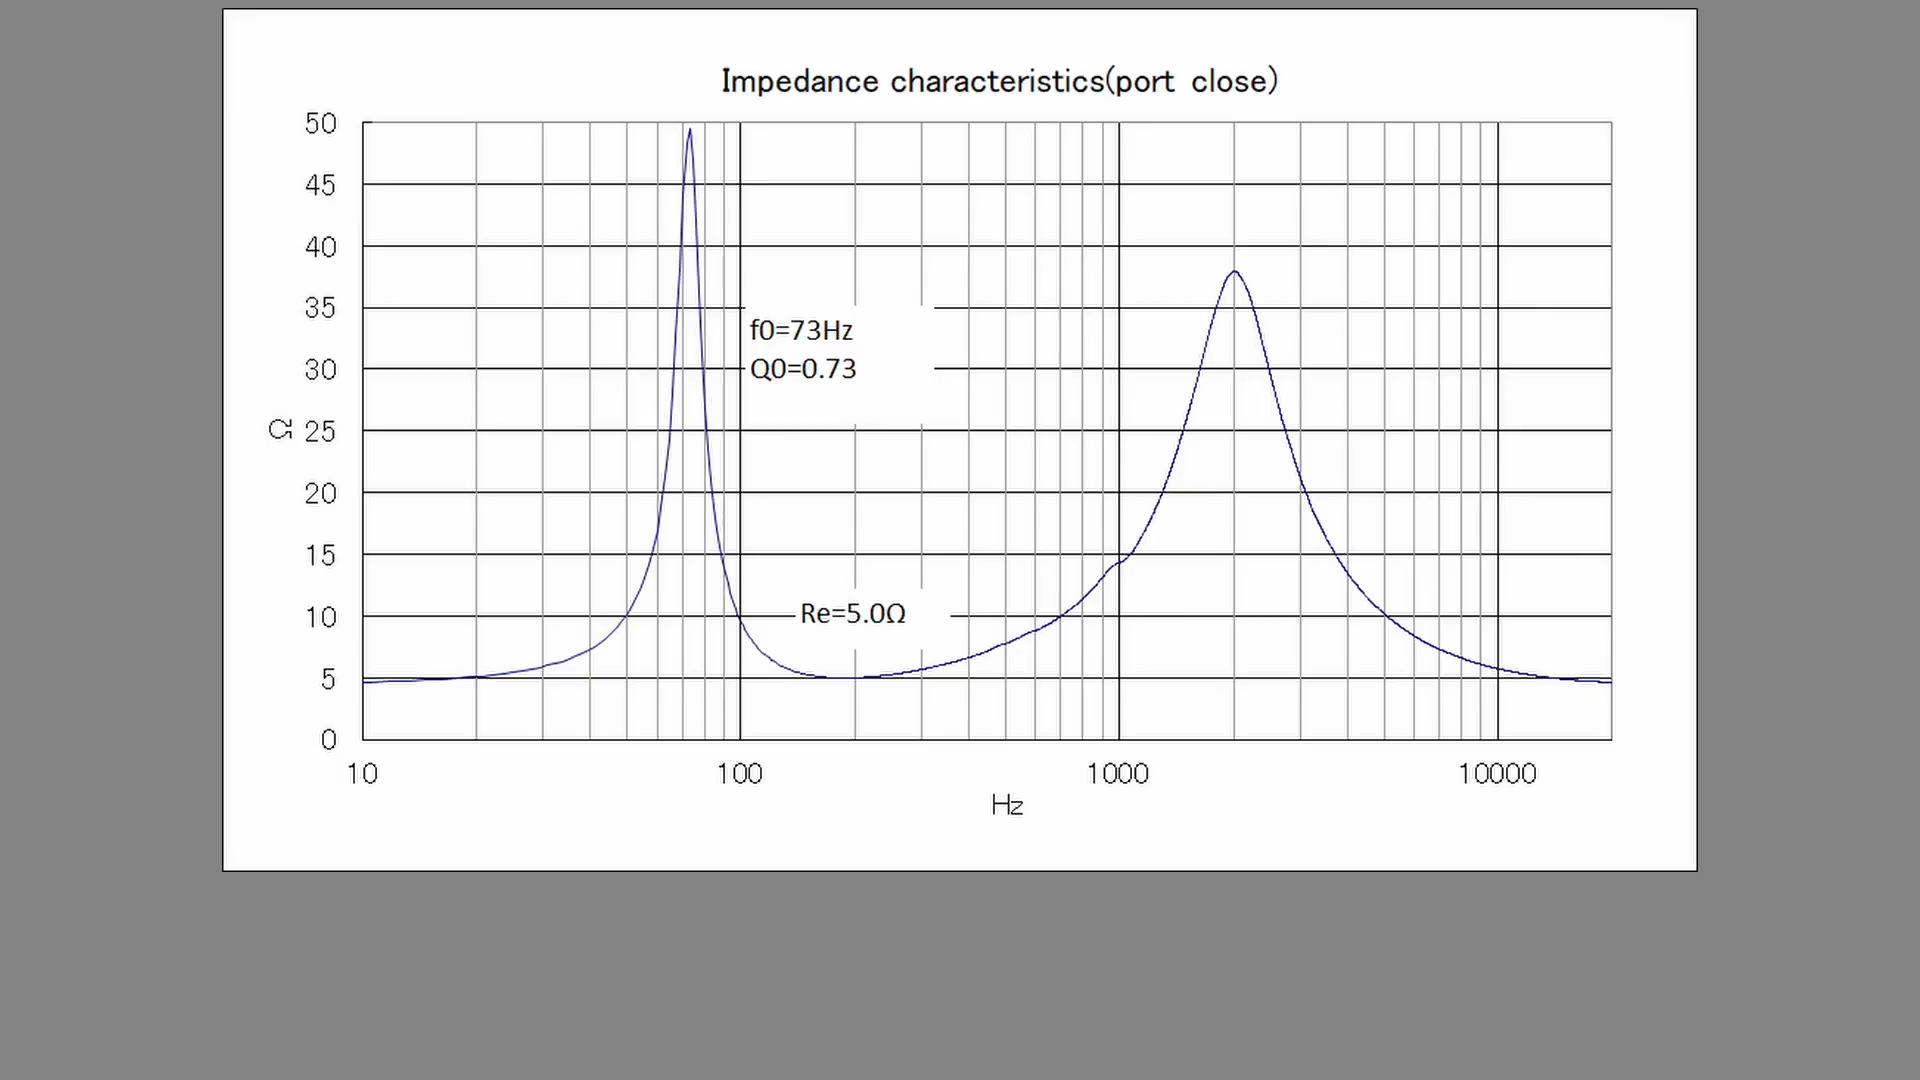 Impedance characteristics(port close)
50
45
40
35
30
25
20
15
10
5
0
Ω
f0=73Hz
Q0=0.73
Re=5.0Ω
10 100 1000 10000
Hz